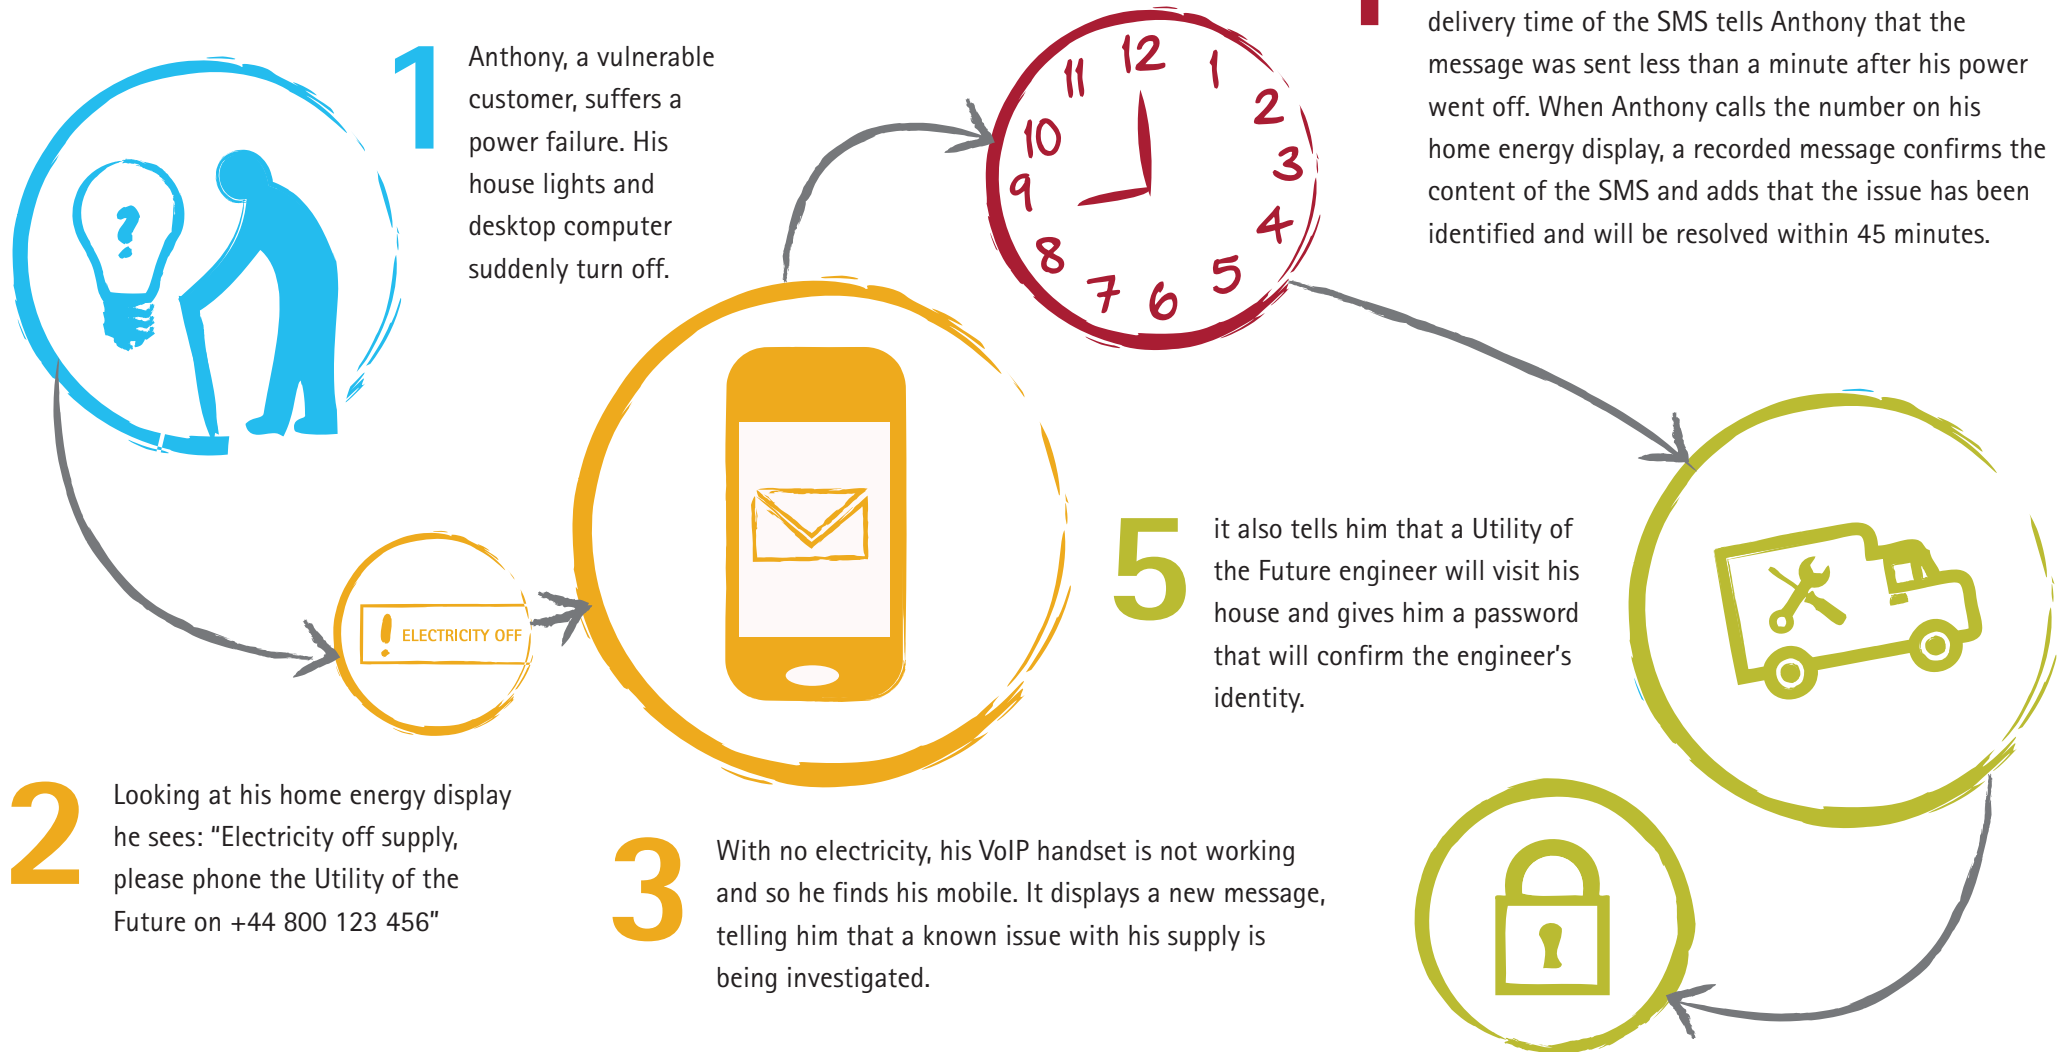 1
Anthony, a vulnerable
customer, suffers a
power failure. His
house lights and
desktop computer
suddenly turn off.
?
! ELECTRICITY OFF
2
Looking at his home energy display
he sees: "Electricity off supply,
please phone the Utility of the
Future on +44 800 123 456"
3
With no electricity, his VoIP handset is not working
and so he finds his mobile. It displays a new message,
telling him that a known issue with his supply is
being investigated.
12
1
2
3
4
5
6
7
8
9
10
11
delivery time of the SMS tells Anthony that the
message was sent less than a minute after his power
went off. When Anthony calls the number on his
home energy display, a recorded message confirms the
content of the SMS and adds that the issue has been
identified and will be resolved within 45 minutes.
5
it also tells him that a Utility of
the Future engineer will visit his
house and gives him a password
that will confirm the engineer's
identity.